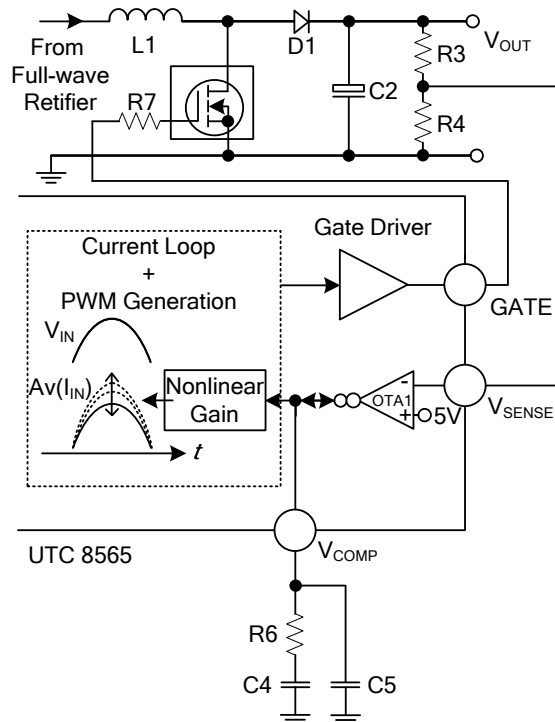 L1
D1
VOUT
From
Full-wave
Retifier
R3
C2
R7
R4
Current Loop
+
PWM Generation
Gate Driver
GATE
VIN
Av(IIN)
Nonlinear
Gain
t
-
OTA1
+
5V
VSENSE
UTC 8565
VCOMP
R6
C4
C5